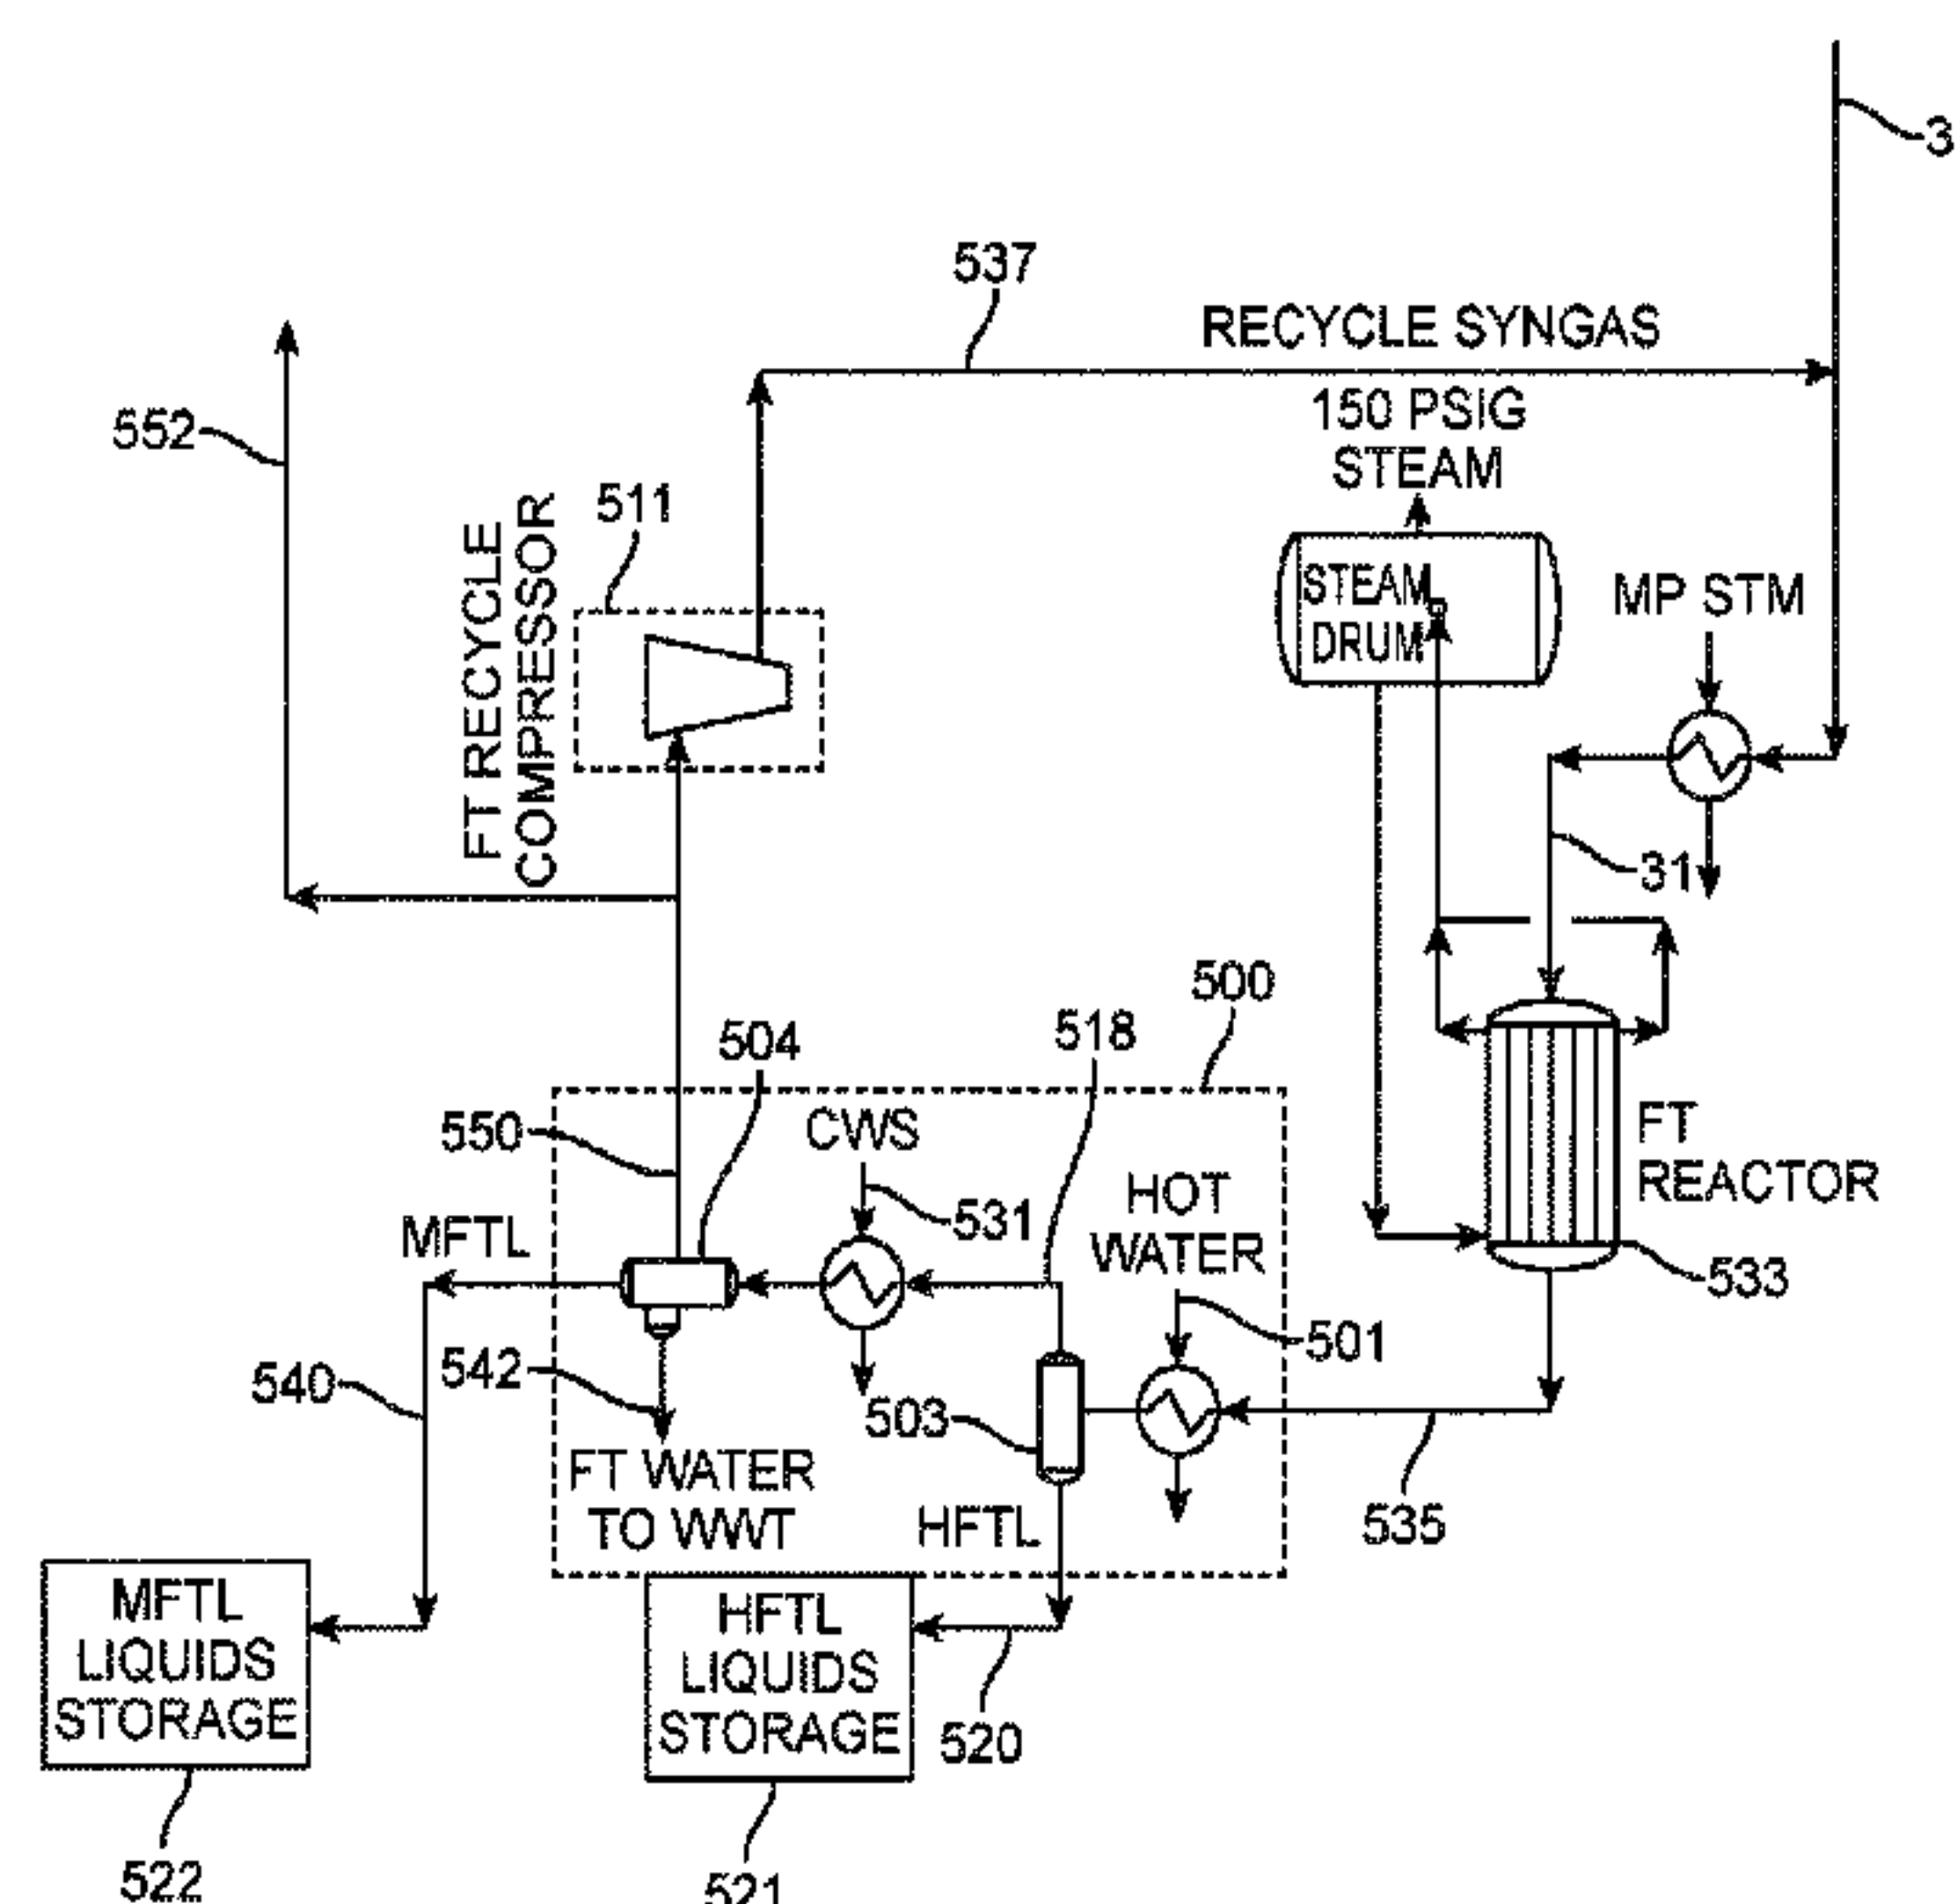 3
537
RECYCLE SYNGAS
552
150 PSIG
STEAM
511
FT RECYCLE
COMPRESSOR
STEAM
DRUM
MP STM
31
500
518
504
CWS
550
HOT
WATER
FT
REACTOR
531
MFTL
533
501
540
542
503
FT WATER
TO WWT
HFTL
535
MFTL
LIQUIDS
STORAGE
HFTL
LIQUIDS
STORAGE
520
522
521